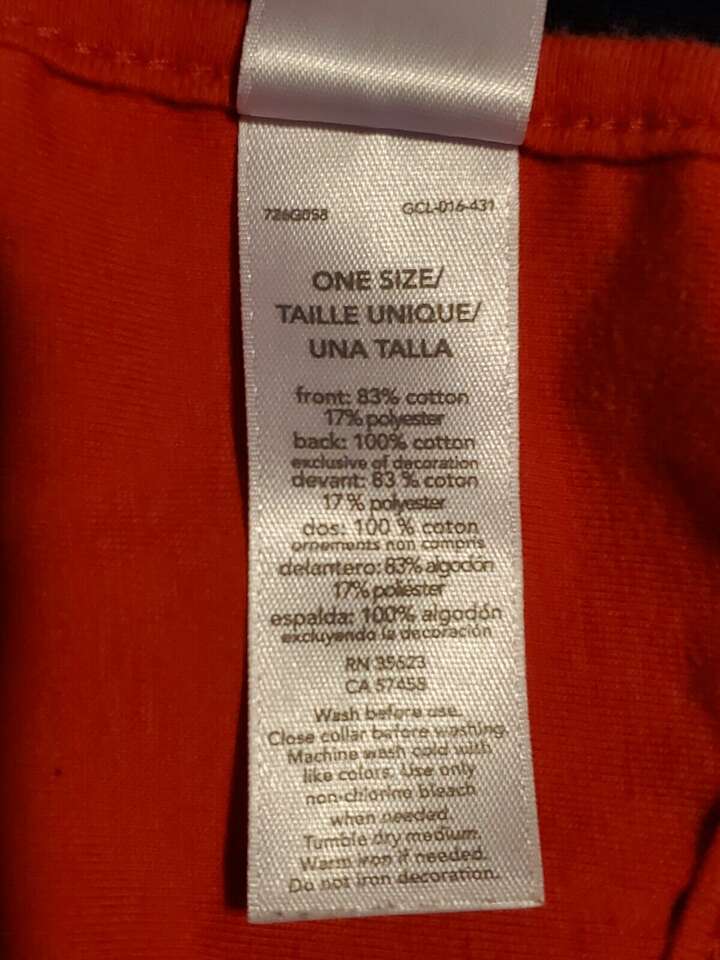 726G058 GCL-016-431
ONE SIZE/
TAILLE UNIQUE/
UNA TALLA
front: 83% cotton
17% polyester
back: 100% cotton
exclusive of decoration
devant: 83 % coton
17 % polyester
dos: 100 % coton
ornements non compris
delantero: 83% algodón
17% poliéster
espalda: 100% algodón
excluyendo la decoración
RN 35623
CA 57458
Wash before use.
Close collar before washing.
Machine wash cold with
like colors. Use only
non-chlorine bleach
when needed.
Tumble dry medium.
Warm iron if needed.
Do not iron decoration.